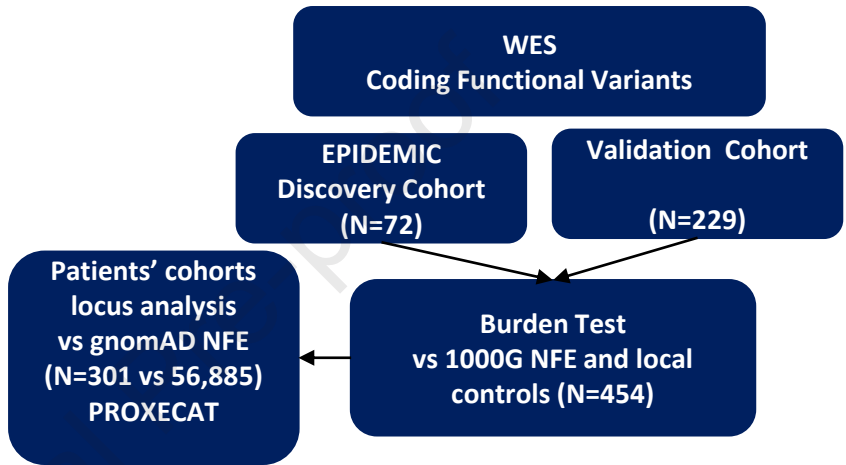 WES
Coding Functional Variants
EPIDEMIC
Discovery Cohort
(N=72)
Validation Cohort
(N=229)
Patients’ cohorts
locus analysis
vs gnomAD NFE
(N=301 vs 56,885)
PROXECAT
Burden Test
vs 1000G NFE and local
controls (N=454)